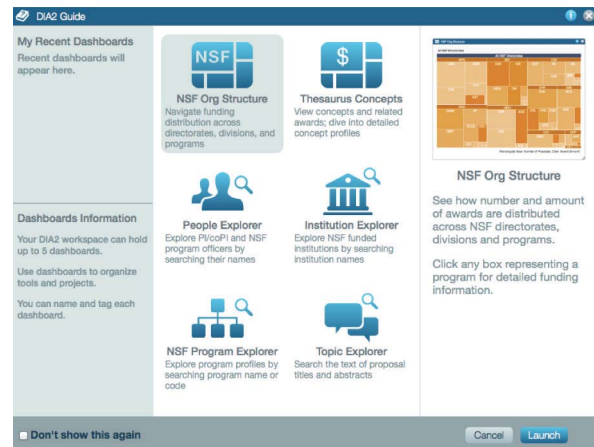 DIA2 Guide
My Recent Dashboards
Recent dashboards will
appear here.
Dashboards Information
Your DIA2 workspace can hold
up to 5 dashboards.
Use dashboards to organize
tools and projects.
You can name and tag each
dashboard.
NSF
NSF Org Structure
Navigate funding
distribution across
directorates, divisions, and
programs
$
Thesaurus Concepts
View concepts and related
awards; dive into detailed
concept profiles
People Explorer
Explore PI/coPI and NSF
program officers by
searching their names
Institution Explorer
Explore NSF funded
institutions by searching
institution names
NSF Program Explorer
Explore program profiles by
searching program name or
code
Topic Explorer
Search the text of proposal
titles and abstracts
NSF Org Structure
See how number and amount
of awards are distributed
across NSF directorates,
divisions and programs.
Click any box representing a
program for detailed funding
information.
Don't show this again
Cancel
Launch